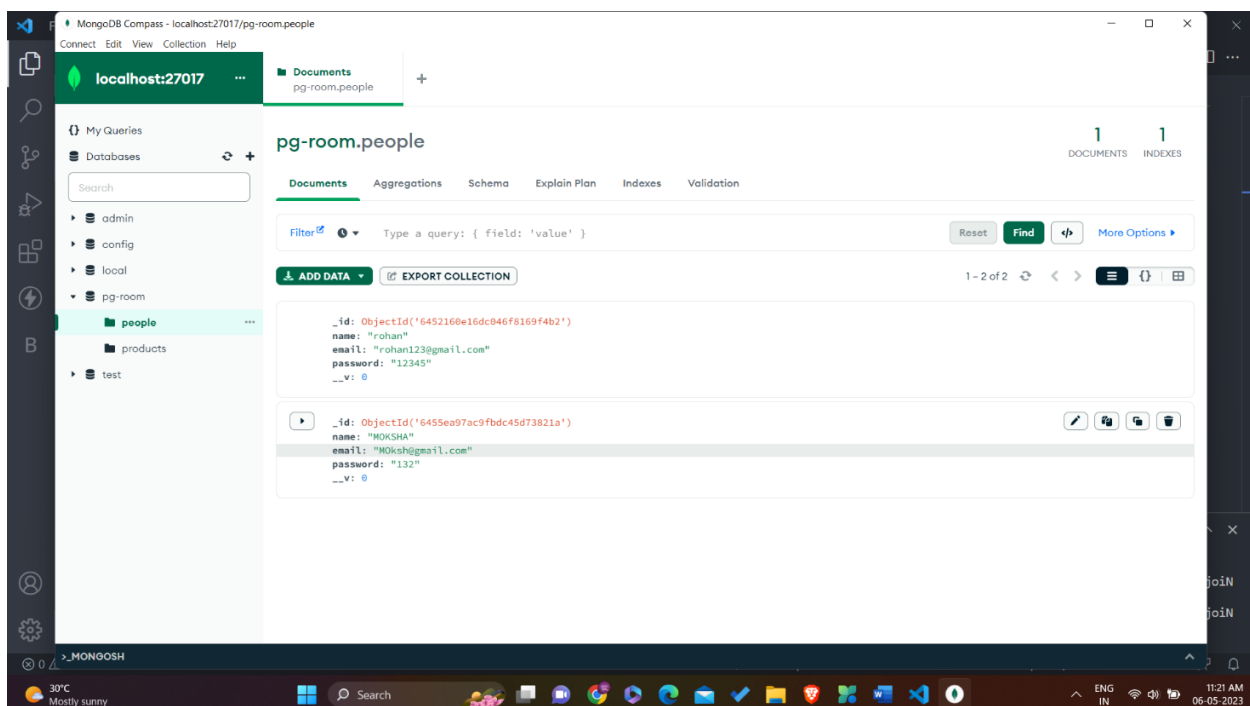 F
MongoDB Compass - localhost:27017/pg-room.people
Connect Edit View Collection Help
localhost:27017 ...
Documents
pg-room.people
+
{} My Queries
Databases
Search
admin
config
local
pg-room
people
products
test
pg-room.people
1
DOCUMENTS
1
INDEXES
Documents Aggregations Schema Explain Plan Indexes Validation
Filter Type a query: { field: 'value' } Reset Find </> More Options
ADD DATA EXPORT COLLECTION 1 – 2 of 2 < > {}
_id: ObjectId('6452160e16dc046f8169f4b2')
name: "rohan"
email: "rohan123@gmail.com"
password: "12345"
__v: 0
_id: ObjectId('6455ea97ac9fbdc45d73821a')
name: "MOKSHA"
email: "MOksh@gmail.com"
password: "132"
__v: 0
B
joiN
joiN
>_MONGOSH
0
30°C
Mostly sunny
Search
ENG
IN
11:21 AM
06-05-2023